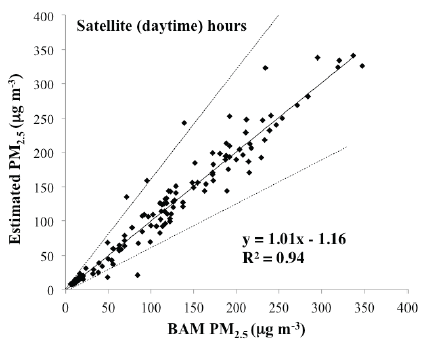 Satellite (daytime) hours
400
350
300
250
200
150
100
50
0
Estimated PM2.5 (µg m-3)
y = 1.01x - 1.16
R² = 0.94
0 50 100 150 200 250 300 350 400
BAM PM2.5 (µg m-3)